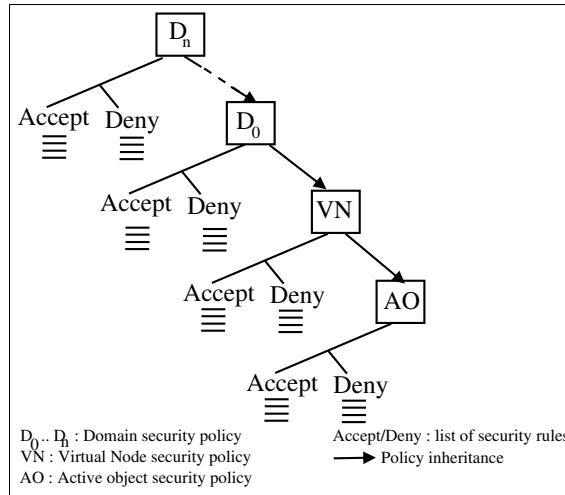 Dn
Accept Deny
D0
Accept Deny
VN
Accept Deny
AO
Accept Deny
D0 .. Dn : Domain security policy
VN : Virtual Node security policy
AO : Active object security policy
Accept/Deny : list of security rules
Policy inheritance